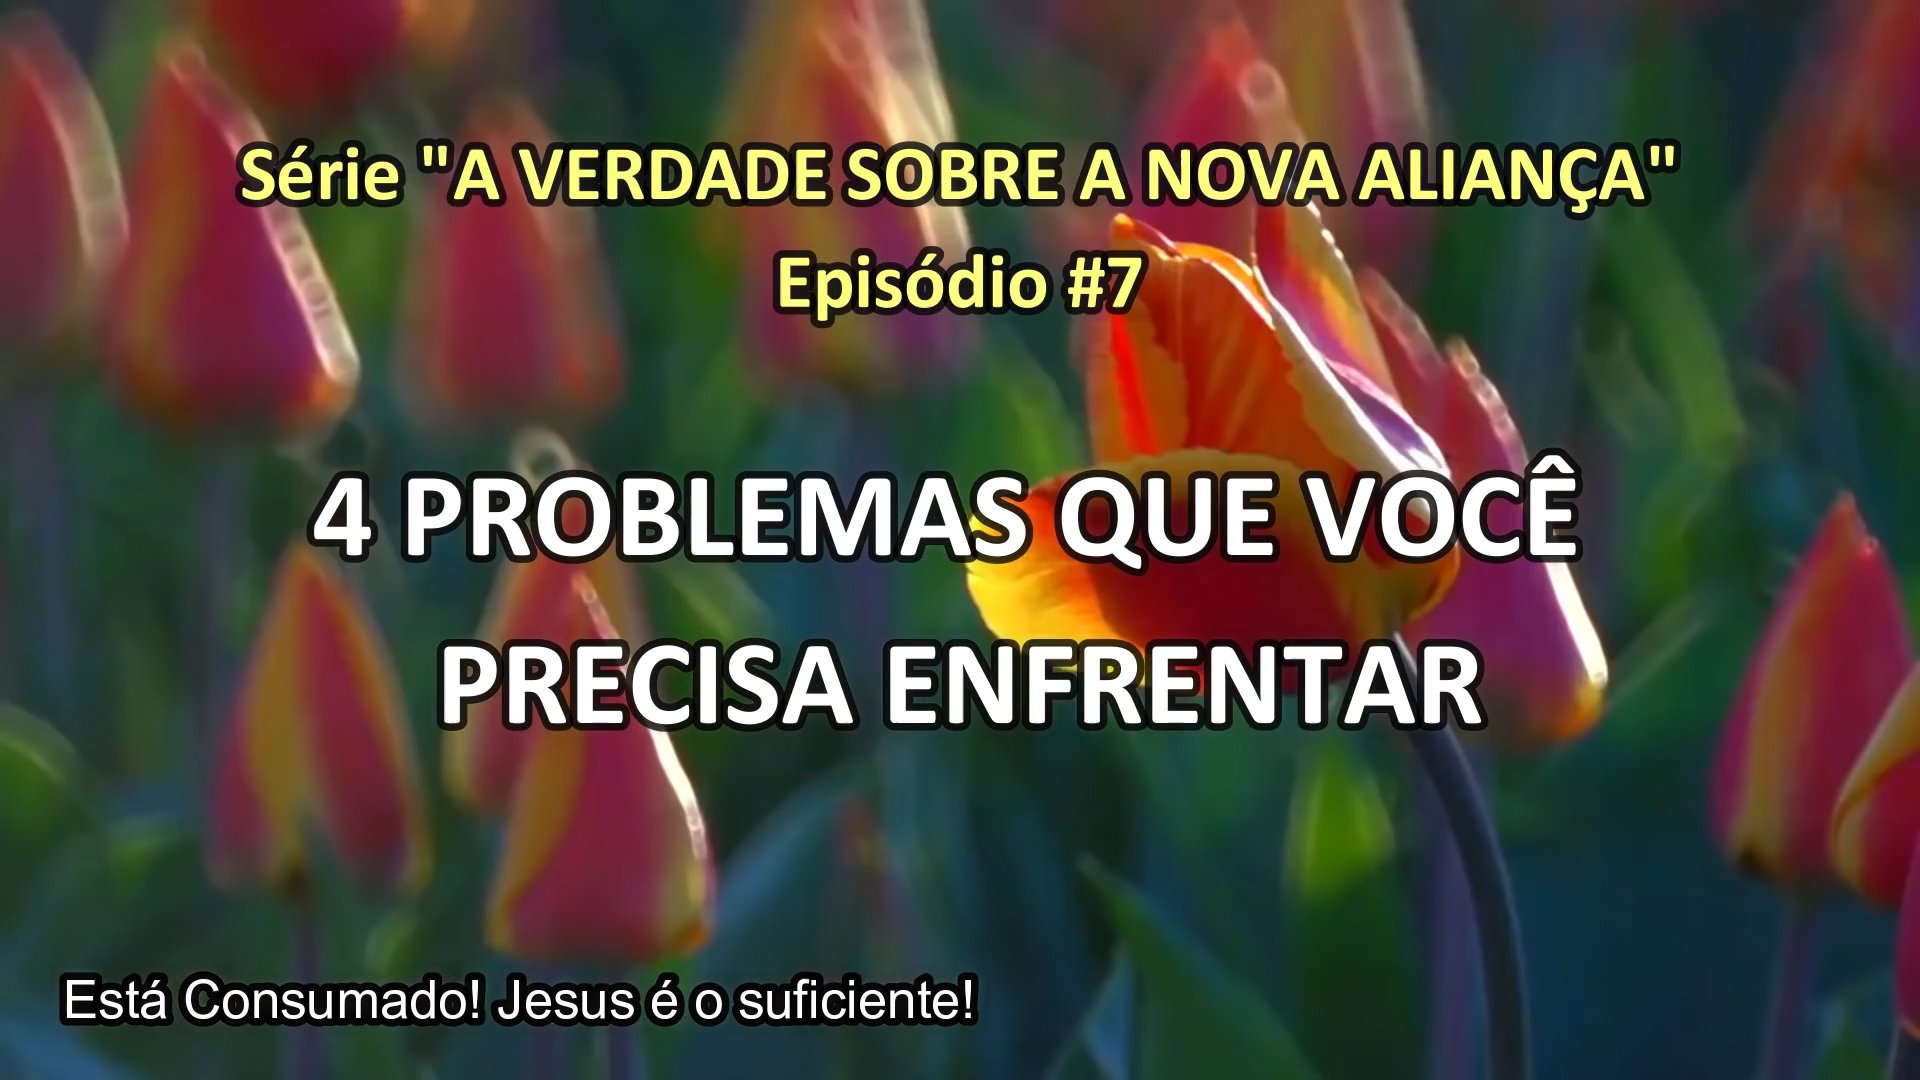 Série "A VERDADE SOBRE A NOVA ALIANÇA"
Episódio #7
4 PROBLEMAS QUE VOCÊ
PRECISA ENFRENTAR
Está Consumado! Jesus é o suficiente!